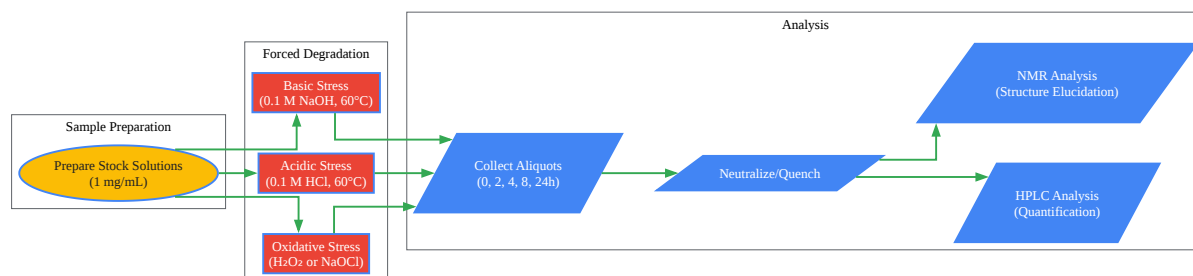 Sample Preparation
Prepare Stock Solutions
(1 mg/mL)
Forced Degradation
Basic Stress
(0.1 M NaOH, 60°C)
Acidic Stress
(0.1 M HCl, 60°C)
Oxidative Stress
(H₂O₂ or NaOCl)
Analysis
Collect Aliquots
(0, 2, 4, 8, 24h)
Neutralize/Quench
NMR Analysis
(Structure Elucidation)
HPLC Analysis
(Quantification)